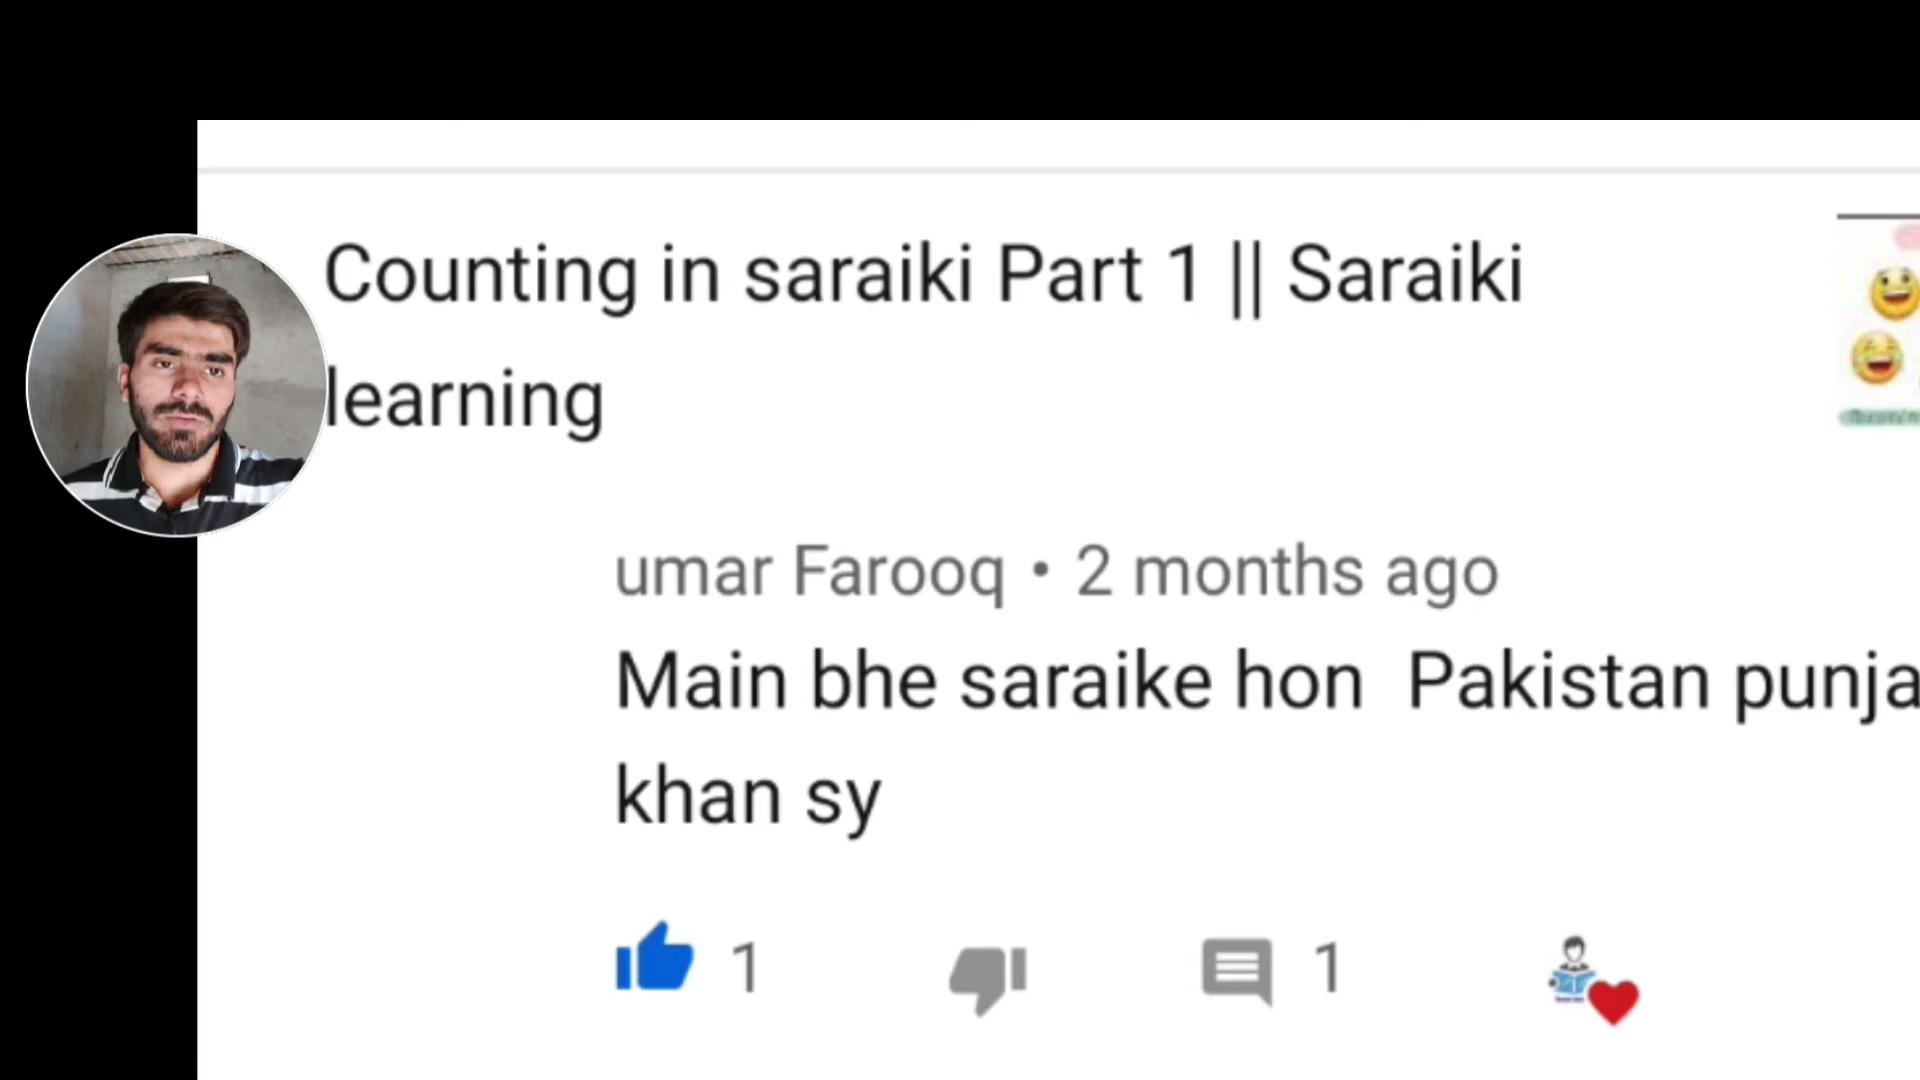 Counting in saraiki Part 1 || Saraiki
learning
umar Farooq • 2 months ago
Main bhe saraike hon Pakistan punja
khan sy
1
1